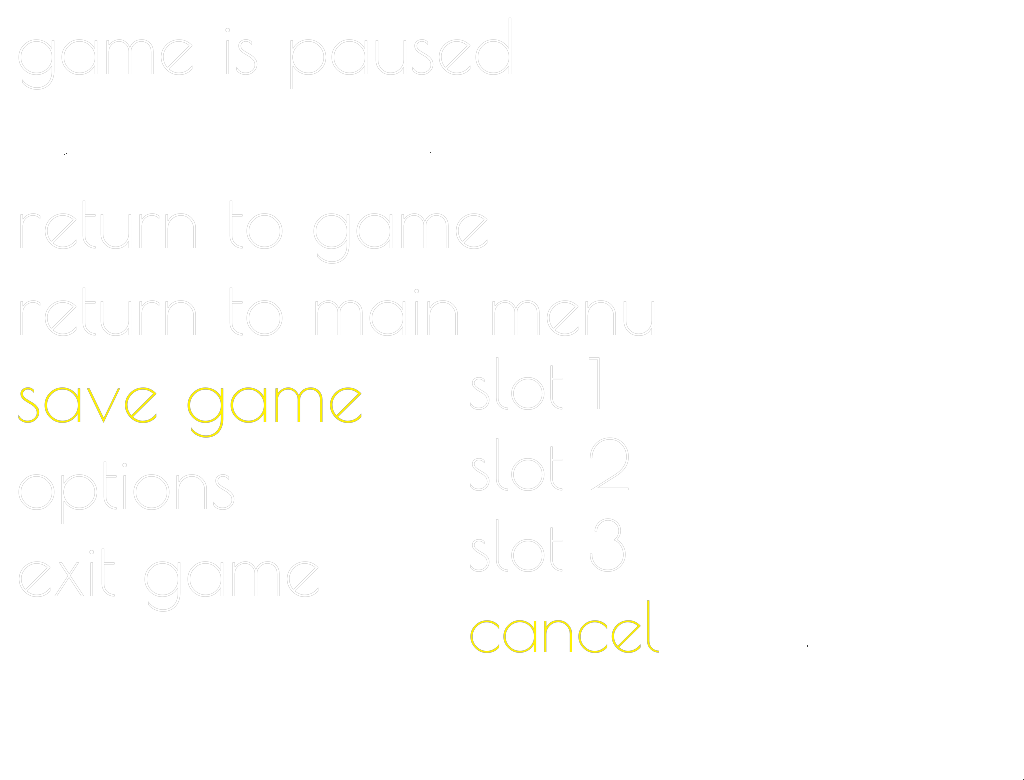 game is paused
return to game
return to main menu
save game
options
exit game
slot 1
slot 2
slot 3
cancel